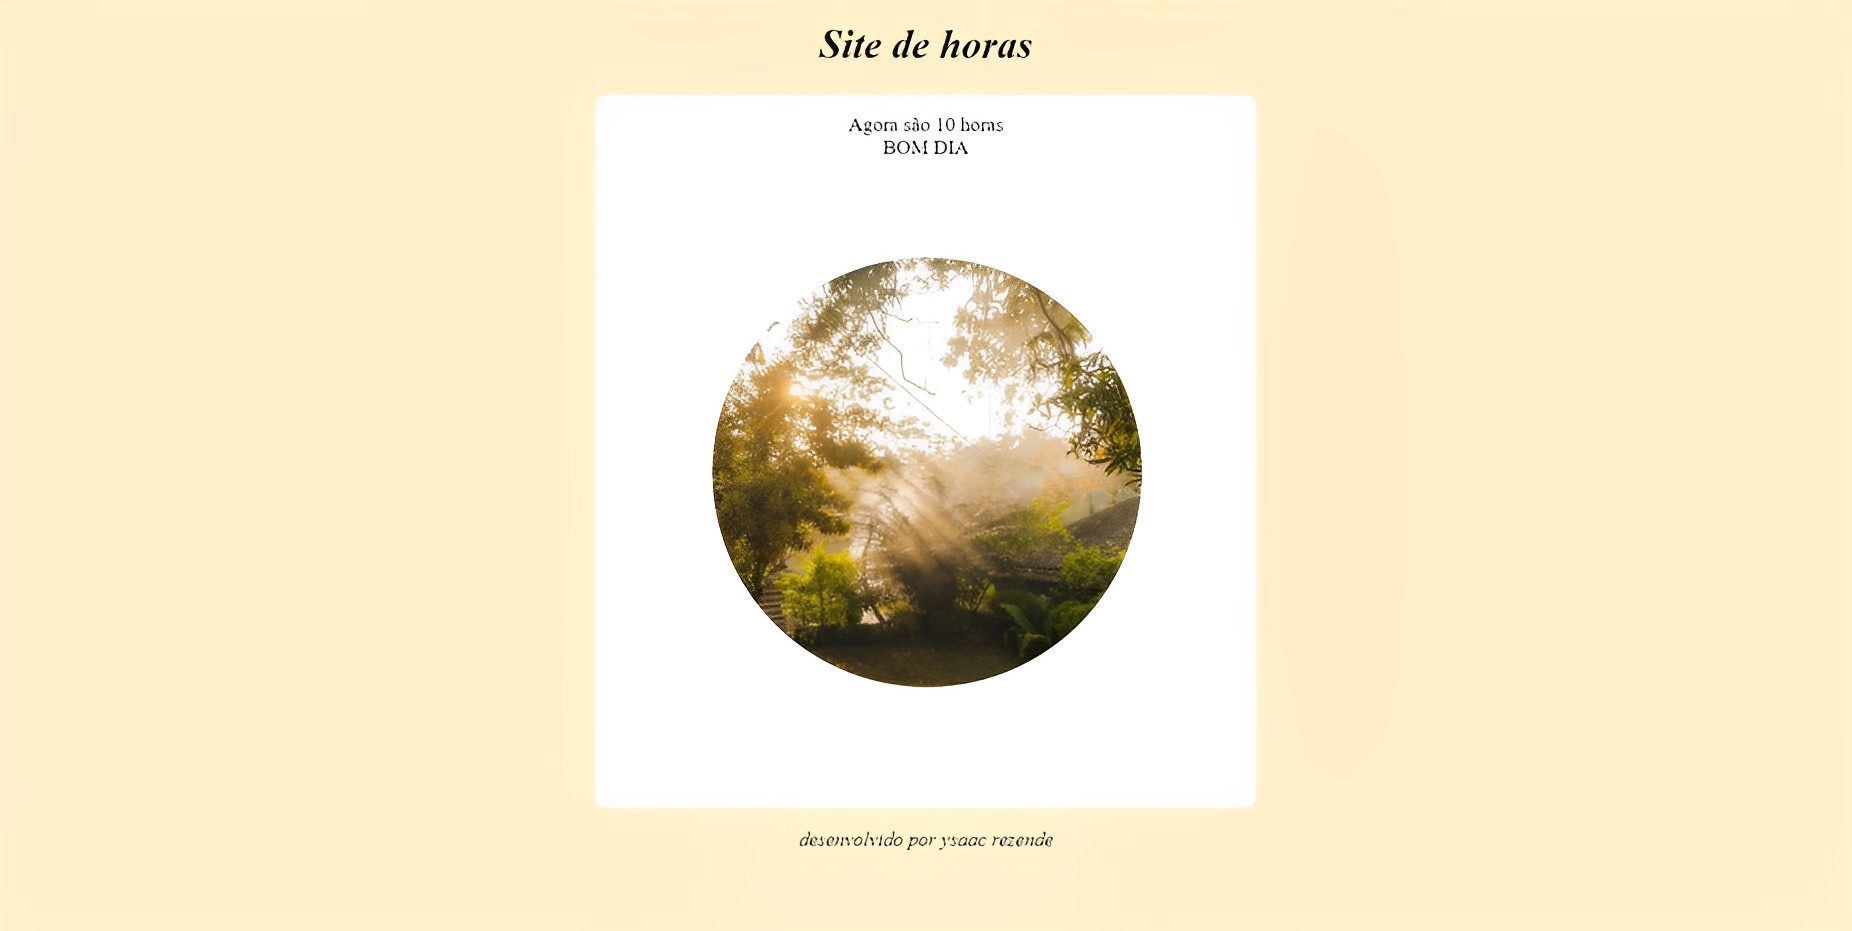 Site de horas
Agora são 10 horas
BOM DIA
desenvolvido por ysaac rezende